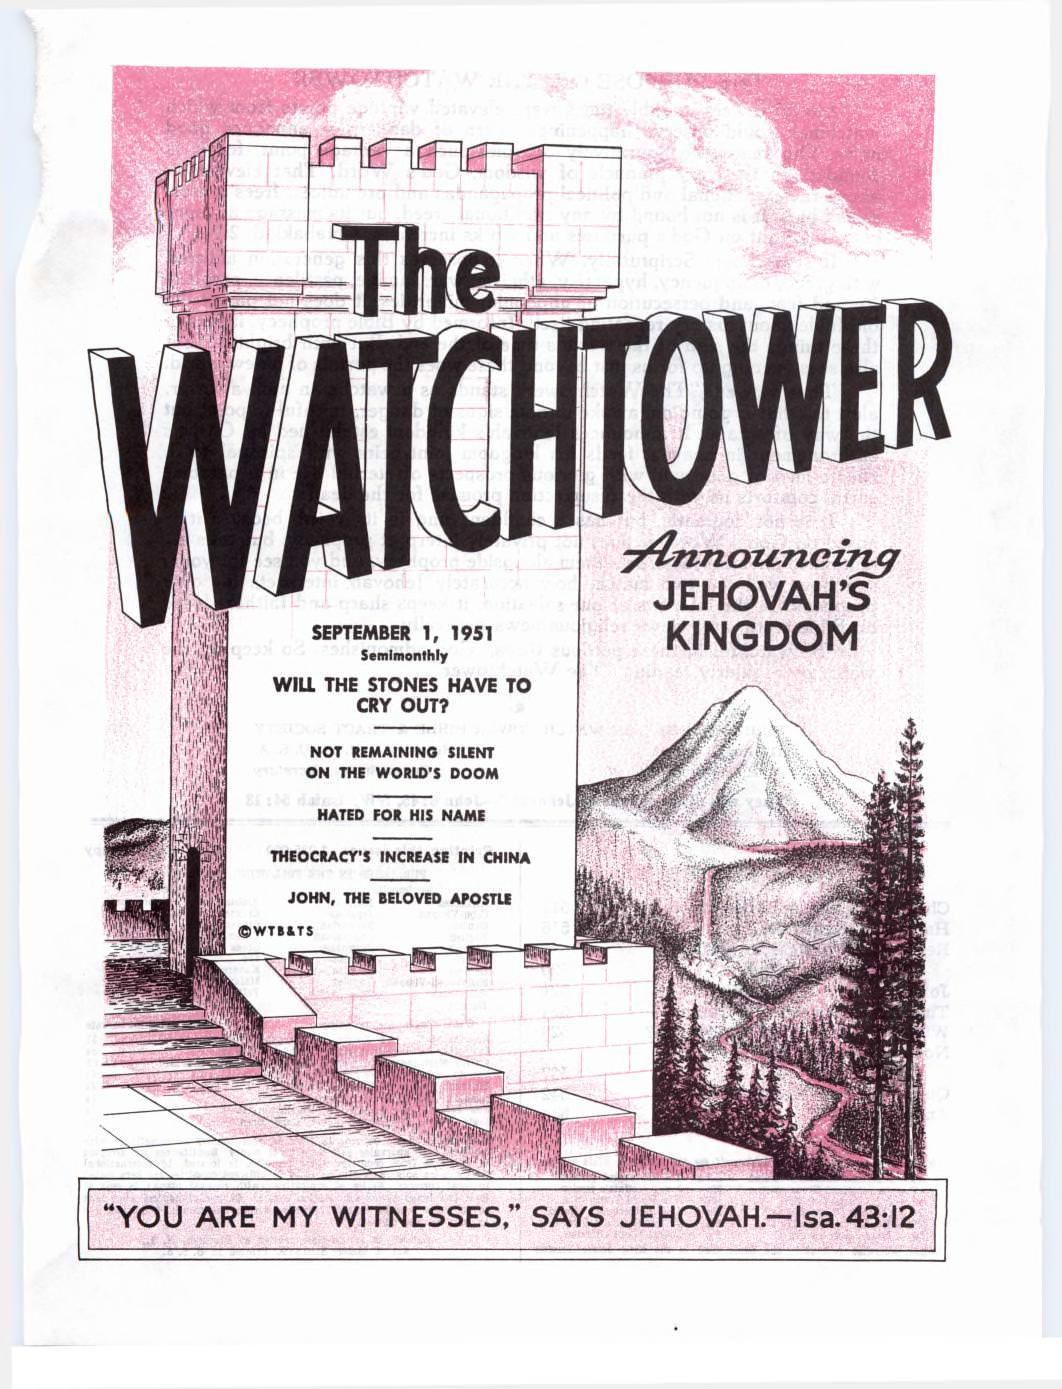 The
WATCHTOWER
Announcing
JEHOVAH'S
KINGDOM
SEPTEMBER 1, 1951
Semimonthly
WILL THE STONES HAVE TO
CRY OUT?
NOT REMAINING SILENT
ON THE WORLD'S DOOM
HATED FOR HIS NAME
THEOCRACY'S INCREASE IN CHINA
JOHN, THE BELOVED APOSTLE
©WTB&TS
"YOU ARE MY WITNESSES," SAYS JEHOVAH.—Isa. 43:12